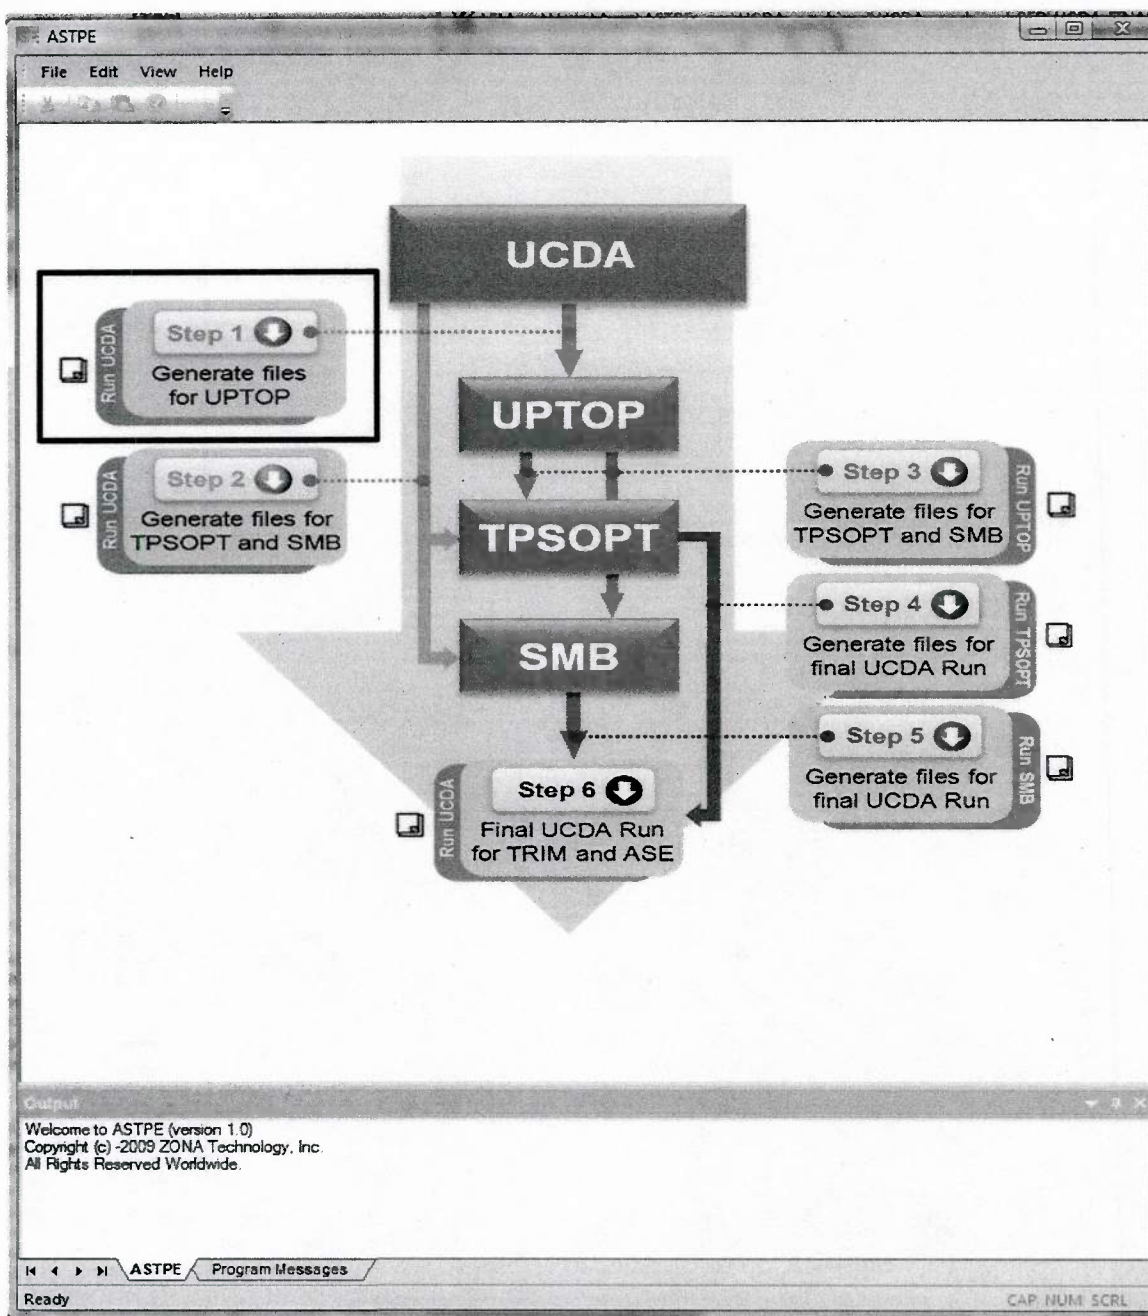 ASTPE
File Edit View Help
UCDA
Run UCDA
Step 1
Generate files
for UPTOP
UPTOP
Run UCDA
Step 2
Generate files for
TPSOPT and SMB
Step 3
Generate files for
TPSOPT and SMB
Run UPTOP
TPSOPT
Step 4
Generate files for
final UCDA Run
Run TPSOPT
SMB
Step 5
Generate files for
final UCDA Run
Run SMB
Run UCDA
Step 6
Final UCDA Run
for TRIM and ASE
Output
Welcome to ASTPE (version 1.0)
Copyright (c) -2009 ZONA Technology, Inc.
All Rights Reserved Worldwide.
ASTPE Program Messages
Ready CAP NUM SCRL